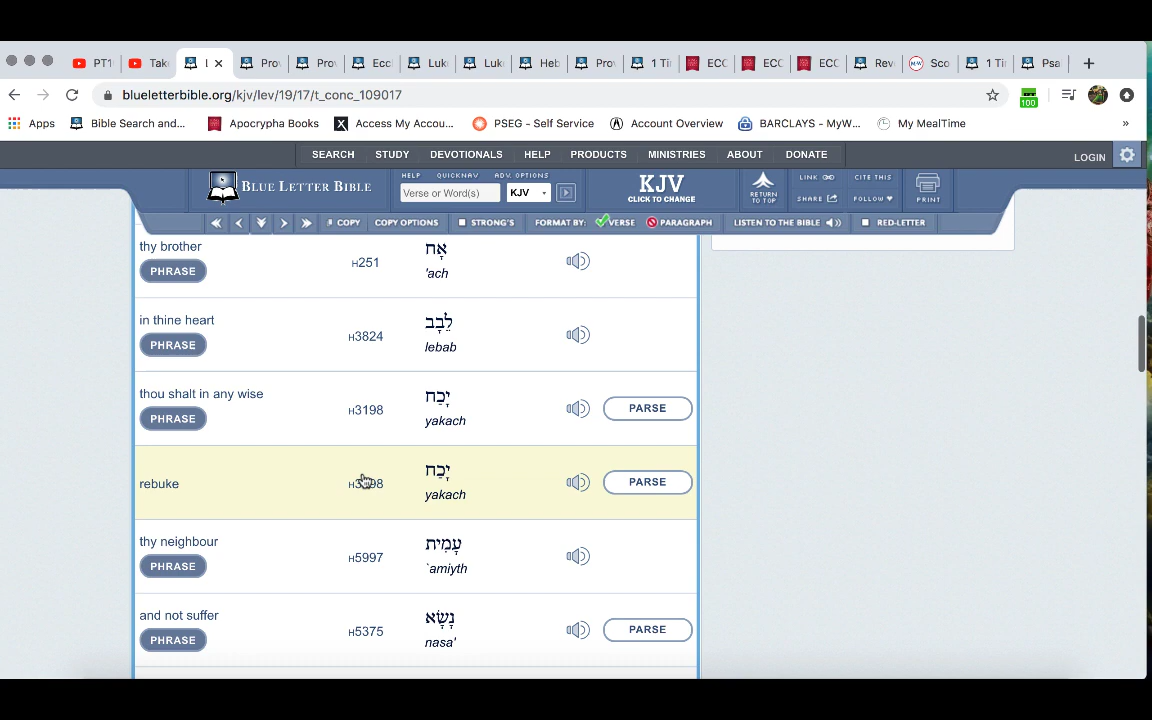 PT1
Tak
L
Pro
Pro
Eccl
Luk
Luk
Heb
Pro
1 Tir
ECC
ECC
ECC
Rev
Sco
1 Ti
Psa
blueletterbible.org/kjv/lev/19/17/t_conc_109017
100
Apps
Bible Search and...
Apocrypha Books
Access My Accou...
PSEG - Self Service
Account Overview
BARCLAYS - MyW...
My MealTime
»
SEARCH STUDY DEVOTIONALS HELP PRODUCTS MINISTRIES ABOUT DONATE LOGIN
BLUE LETTER BIBLE
HELP QUICKNAV ADV. OPTIONS
Verse or Word(s) KJV
KJV
CLICK TO CHANGE
RETURN TO TOP
LINK CITE THIS
SHARE FOLLOW
PRINT
COPY COPY OPTIONS STRONG'S FORMAT BY: VERSE PARAGRAPH LISTEN TO THE BIBLE RED-LETTER
thy brother
PHRASE
H251
אָח
'ach
in thine heart
PHRASE
H3824
לֵבָב
lebab
thou shalt in any wise
PHRASE
H3198
יָכַח
yakach
PARSE
rebuke
יָכַח
yakach
PARSE
thy neighbour
PHRASE
H5997
עָמִית
`amiyth
and not suffer
PHRASE
H5375
נָשָׂא
nasa'
PARSE